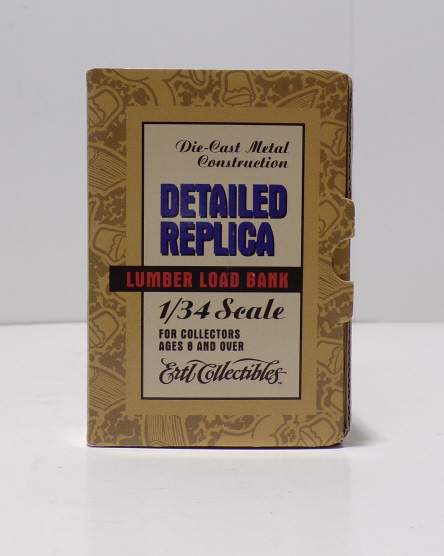 Die-Cast Metal
Construction
DETAILED
REPLICA
LUMBER LOAD BANK
1/34 Scale
FOR COLLECTORS
AGES 8 AND OVER
Ertl Collectibles™